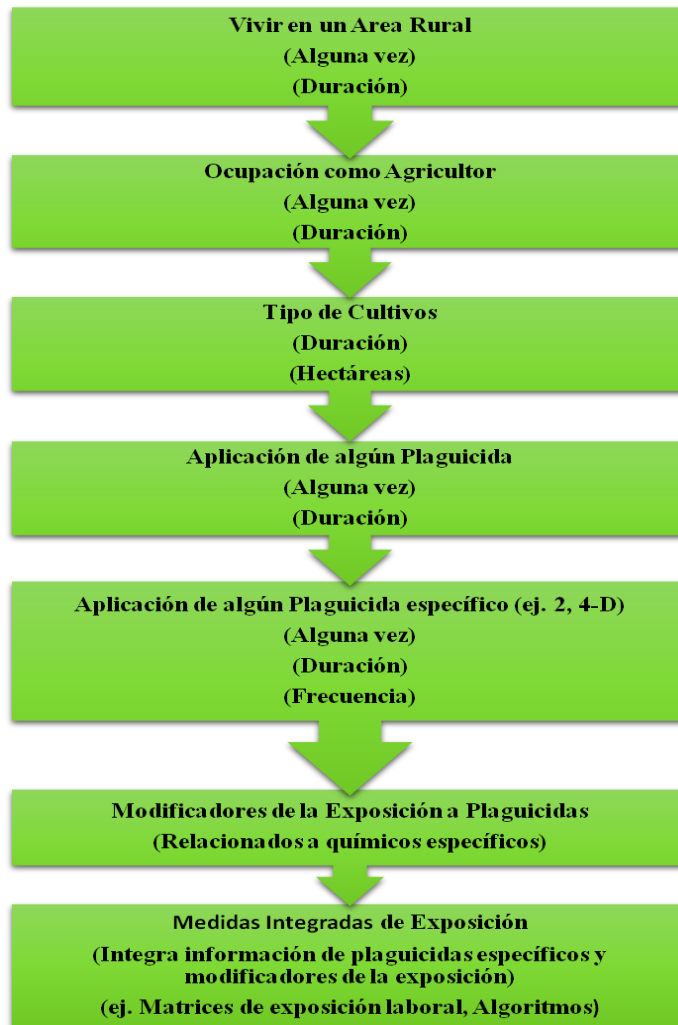 Vivir en un Area Rural
(Alguna vez)
(Duración)
Ocupación como Agricultor
(Alguna vez)
(Duración)
Tipo de Cultivos
(Duración)
(Hectáreas)
Aplicación de algún Plaguicida
(Alguna vez)
(Duración)
Aplicación de algún Plaguicida específico (ej. 2, 4-D)
(Alguna vez)
(Duración)
(Frecuencia)
Modificadores de la Exposición a Plaguicidas
(Relacionados a químicos específicos)
Medidas Integradas de Exposición
(Integra información de plaguicidas específicos y
modificadores de la exposición)
(ej. Matrices de exposición laboral, Algoritmos)